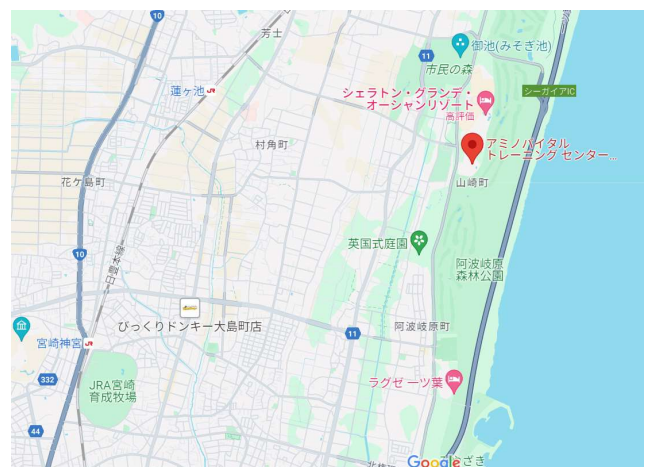 10
芳士
11
御池(みそぎ池)
市民の森
蓮ヶ池
シェラトン・グランデ・
オーシャンリゾート
高評価
シーガイアIC
村角町
アミノバイタル
トレーニング センター...
花ケ島町
山崎町
英国式庭園
10
日豊本線
阿波岐原
森林公園
びっくりドンキー大島町店
宮崎神宮
11
阿波岐原町
332
JRA宮崎
育成牧場
ラグゼ 一ツ葉
44
Google